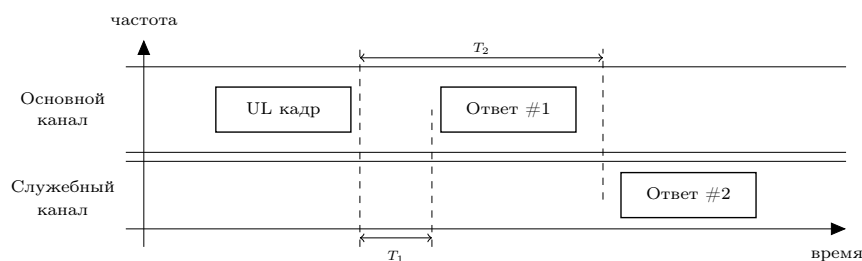 частота
T₂
Основной
канал
UL кадр
Ответ #1
Служебный
канал
Ответ #2
T₁
время